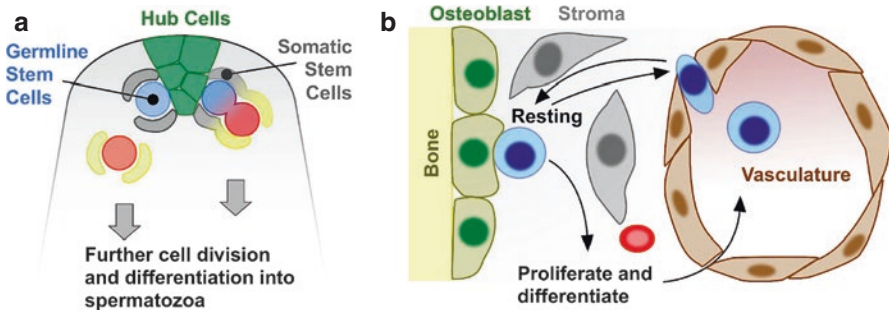 a
Hub Cells
Germline
Stem
Cells
Somatic
Stem
Cells
Further cell division
and differentiation into
spermatozoa
b
Osteoblast
Stroma
Bone
Resting
Vasculature
Proliferate and
differentiate